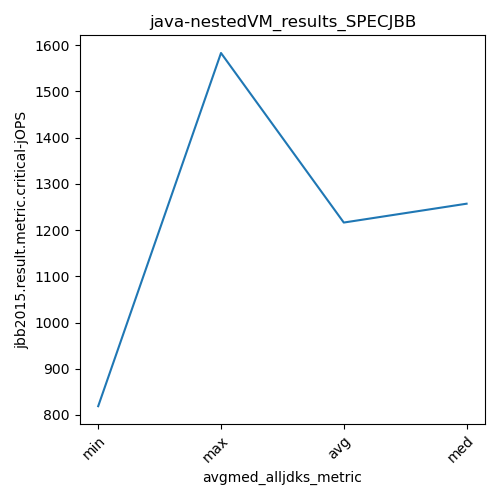 java-nestedVM_results_SPECJBB
jbb2015.result.metric.critical-jOPS
1600
1500
1400
1300
1200
1100
1000
900
800
min
max
avg
med
avgmed_alljdks_metric